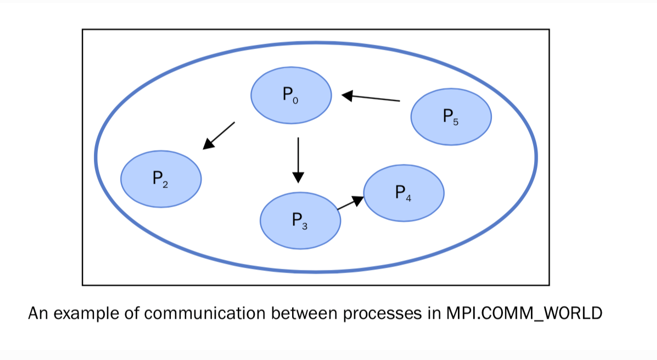 P₀
P₅
P₂
P₄
P₃
An example of communication between processes in MPI.COMM_WORLD